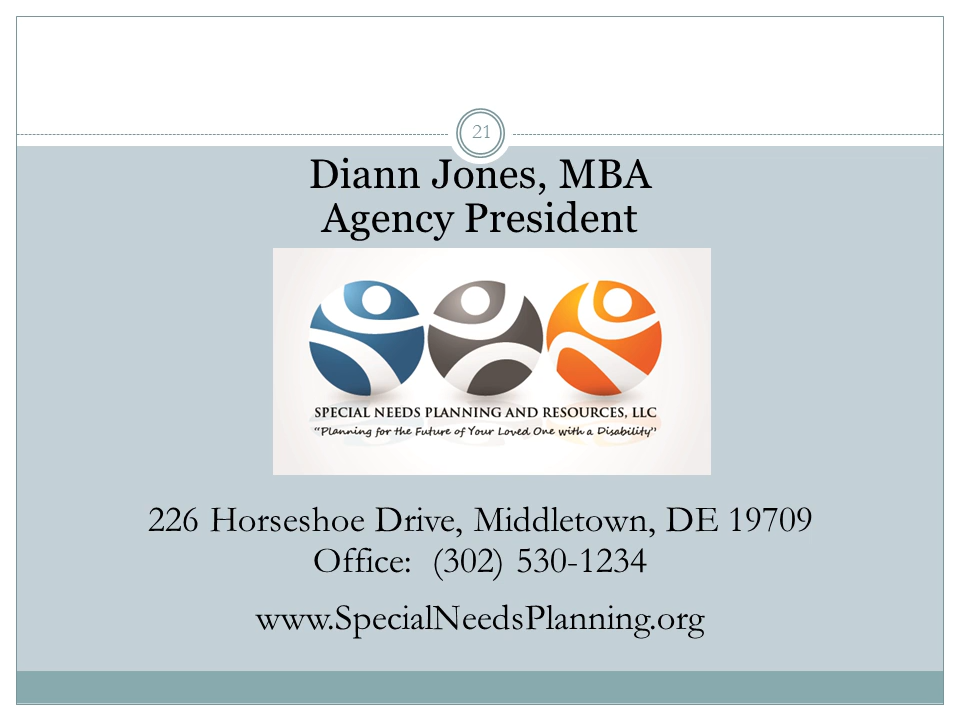 21
Diann Jones, MBA
Agency President
SPECIAL NEEDS PLANNING AND RESOURCES, LLC
“Planning for the Future of Your Loved One with a Disability”
226 Horseshoe Drive, Middletown, DE 19709
Office:  (302) 530-1234
www.SpecialNeedsPlanning.org